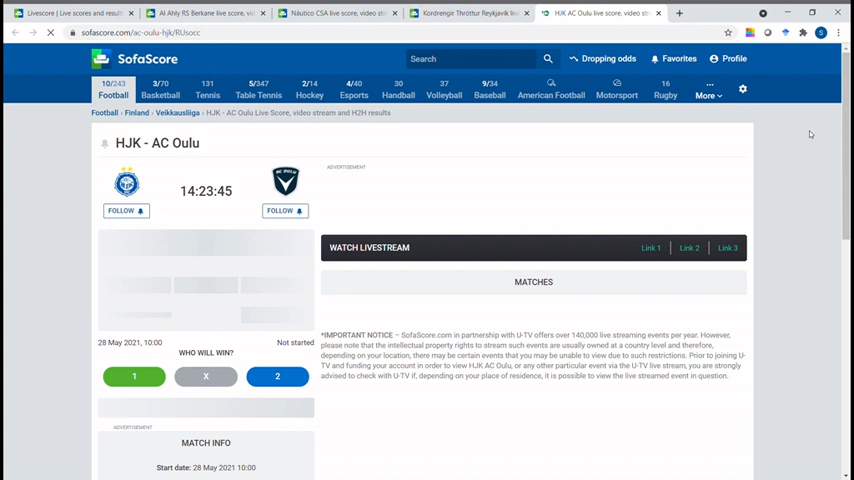 Livescore | Live scores and results
Al Ahly RS Berkane live score, vi
Náutico CSA live score, video st
Kordrengir Þróttur Reykjavík liv
HJK AC Oulu live score, video st
sofascore.com/ac-oulu-hjk/RUsocc
S
SofaScore
Search
Dropping odds
Favorites
Profile
10/243 3/70 131 5/347 2/14 4/40 30 37 9/34 16
Football Basketball Tennis Table Tennis Hockey Esports Handball Volleyball Baseball American Football Motorsport Rugby More
Football › Finland › Veikkausliiga › HJK - AC Oulu Live Score, video stream and H2H results
HJK - AC Oulu
ADVERTISEMENT
HJK
AC OULU
14:23:45
FOLLOW
FOLLOW
WATCH LIVESTREAM
Link 1 | Link 2 | Link 3
MATCHES
*IMPORTANT NOTICE – SofaScore.com in partnership with U-TV offers over 140,000 live streaming events per year. However,
please note that the intellectual property rights to stream such events are usually owned at a country level and therefore,
depending on your location, there may be certain events that you may be unable to view due to such restrictions. Prior to joining U-
TV and funding your account in order to view HJK AC Oulu, or any other particular event via the U-TV live stream, you are strongly
advised to check with U-TV if, depending on your place of residence, it is possible to view the live streamed event in question.
28 May 2021, 10:00
Not started
WHO WILL WIN?
1 X 2
ADVERTISEMENT
MATCH INFO
Start date: 28 May 2021 10:00